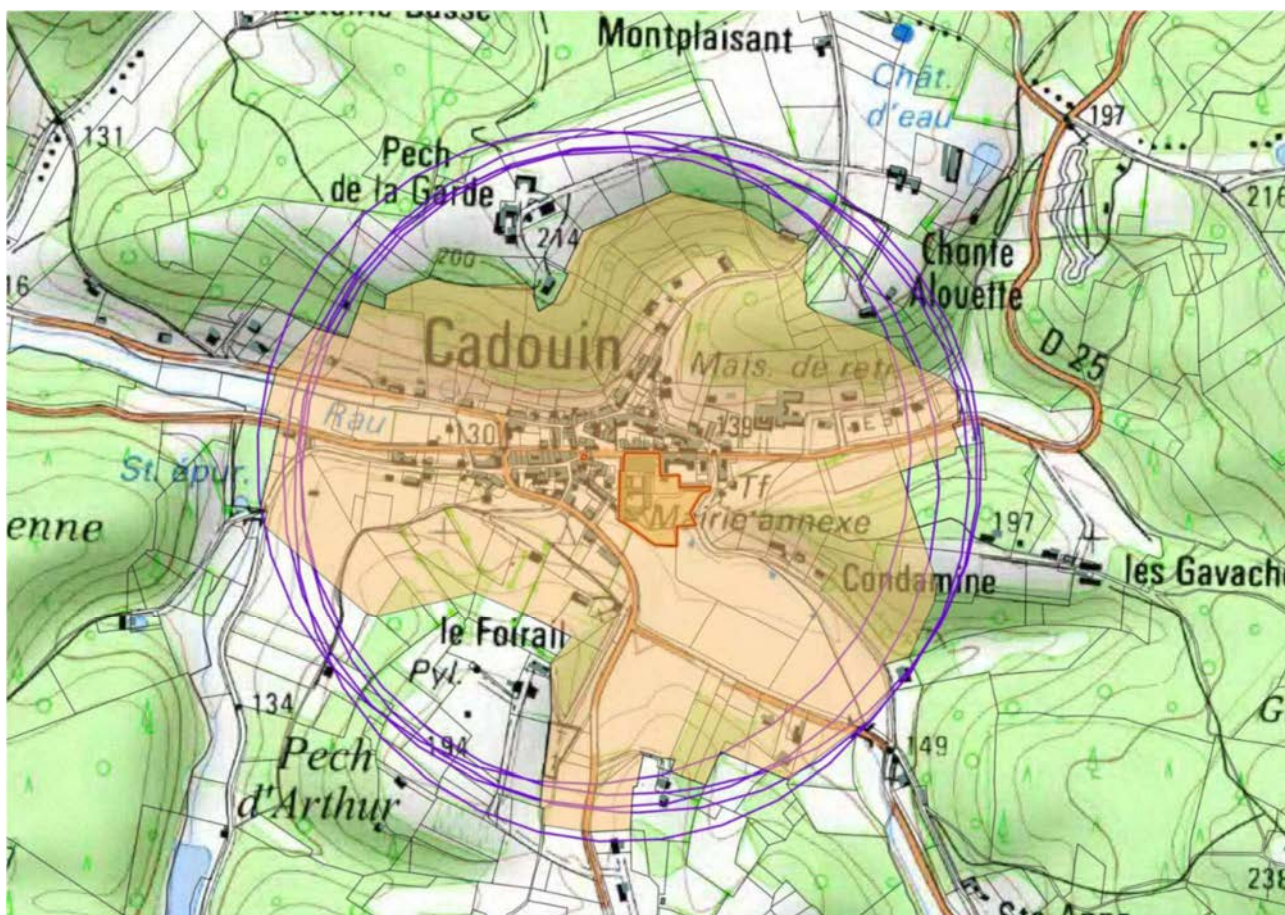 Montplaisant
Chât.
d'eau
197
131
Pech
de la Garde
214
210
200
Chante
Alouette
16
Cadouin
Mais. de retr.
D 25
Rau
130
139
St. épur.
Tf
Mairie annexe
enne
197
Condamine
les Gavache
le Foirail
Pyl.
134
194
149
G
Pech
d'Arthur
238